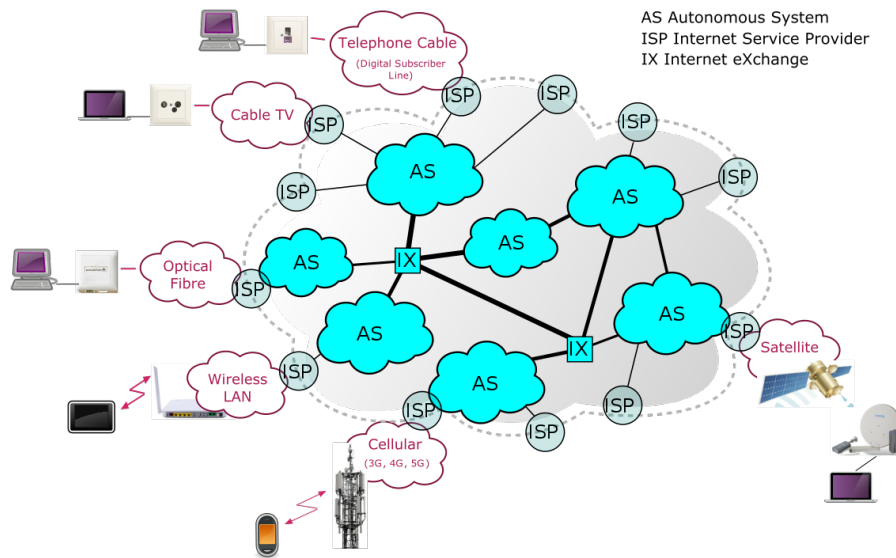 AS Autonomous System
ISP Internet Service Provider
IX Internet eXchange
Telephone Cable
(Digital Subscriber
Line)
ISP
ISP
Cable TV
ISP
ISP
AS
AS
ISP
ISP
AS
IX
AS
Optical
Fibre
ISP
AS
AS
ISP
Satellite
IX
Wireless
LAN
ISP
AS
ISP
ISP
ISP
Cellular
(3G, 4G, 5G)